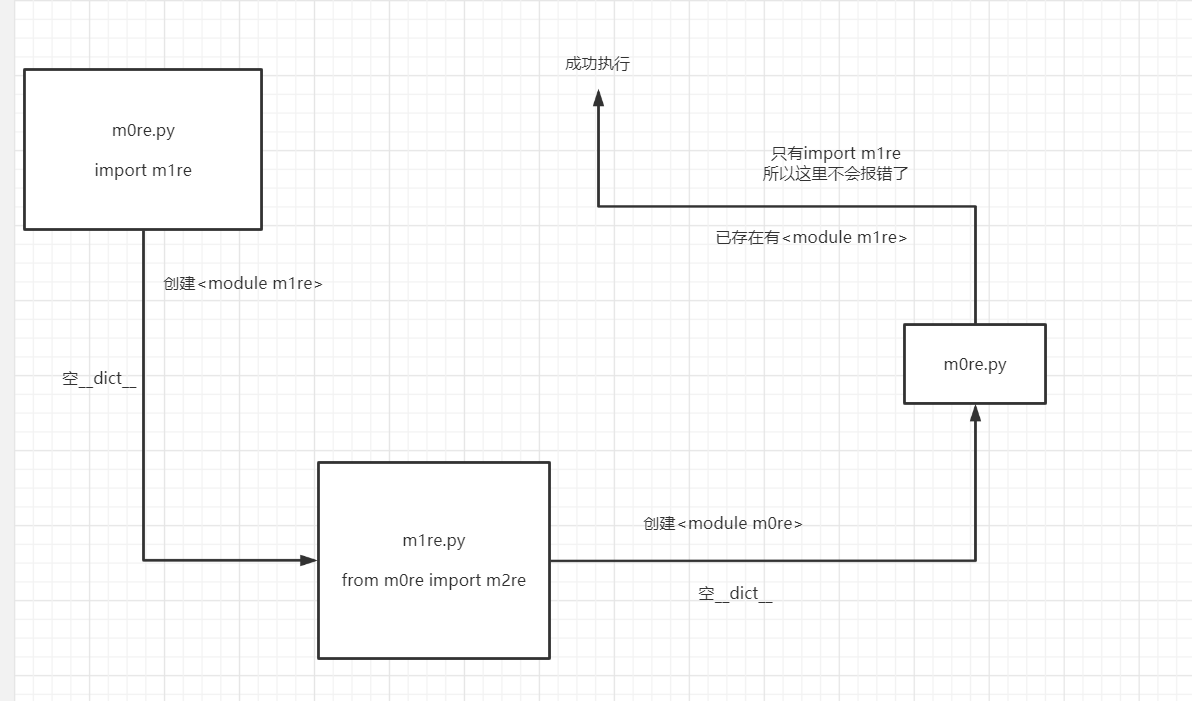 m0re.py
import m1re
创建<module m1re>
空__dict__
m1re.py
from m0re import m2re
创建<module m0re>
空__dict__
m0re.py
已存在有<module m1re>
只有import m1re
所以这里不会报错了
成功执行